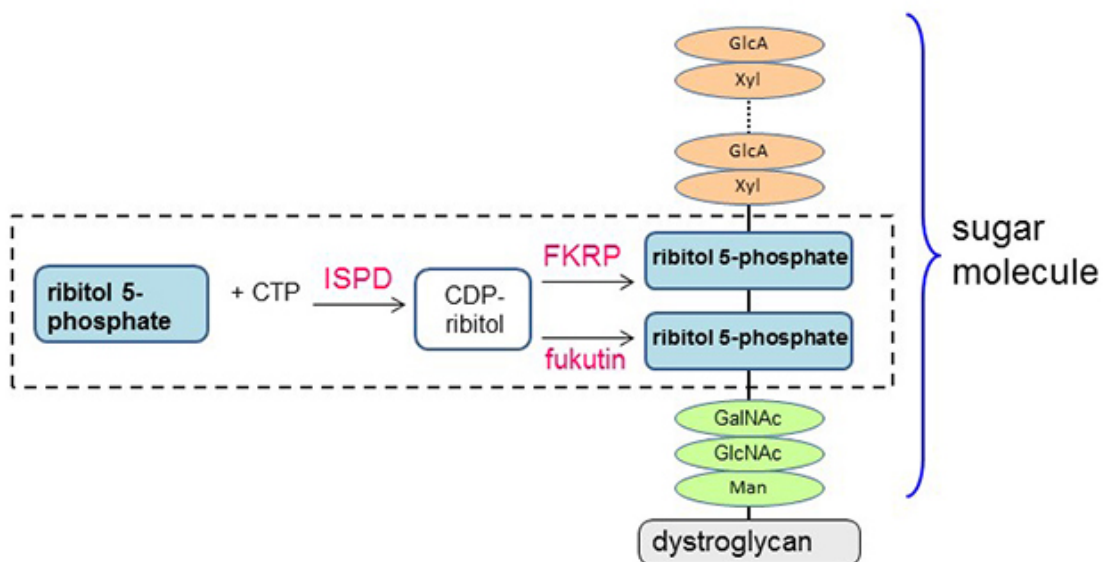 GlcA
Xyl
GlcA
Xyl
sugar
molecule
ribitol 5-
phosphate
+ CTP
ISPD
CDP-
ribitol
FKRP
fukutin
ribitol 5-phosphate
ribitol 5-phosphate
GalNAc
GlcNAc
Man
dystroglycan